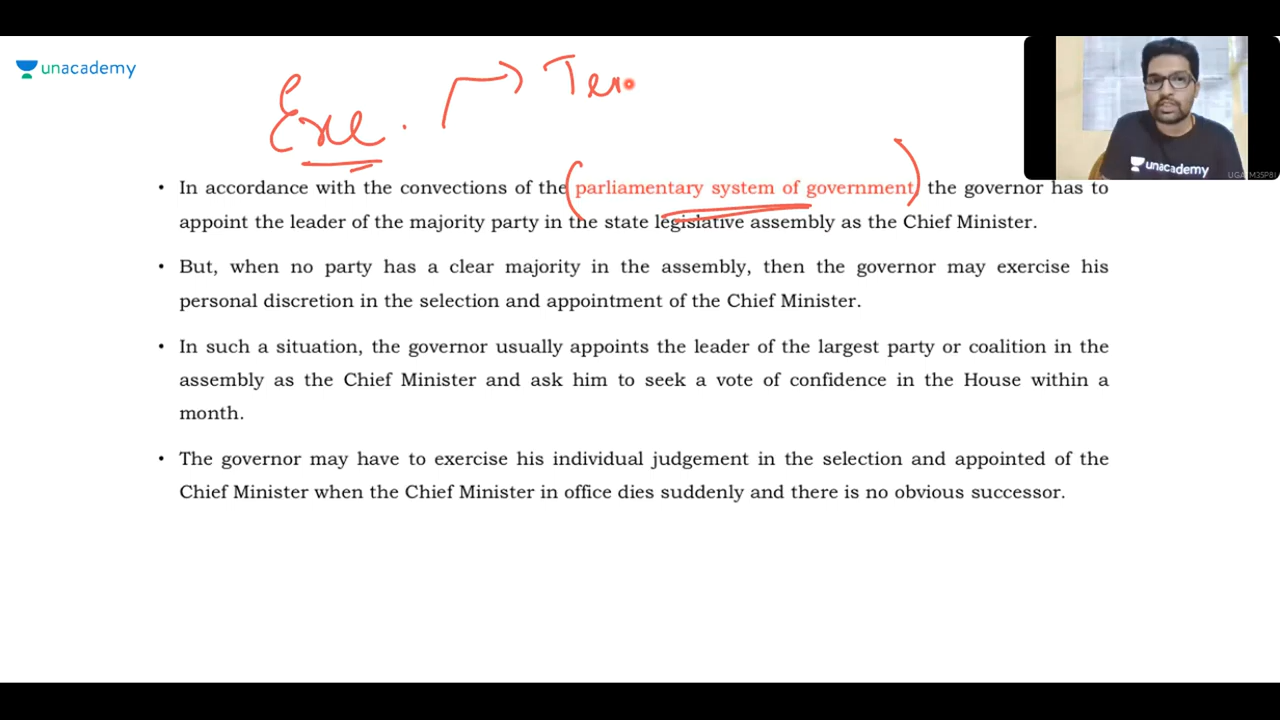 unacademy
Exe. Ter
• In accordance with the convections of the (parliamentary system of government) the governor has to
appoint the leader of the majority party in the state legislative assembly as the Chief Minister.
• But, when no party has a clear majority in the assembly, then the governor may exercise his
personal discretion in the selection and appointment of the Chief Minister.
• In such a situation, the governor usually appoints the leader of the largest party or coalition in the
assembly as the Chief Minister and ask him to seek a vote of confidence in the House within a
month.
• The governor may have to exercise his individual judgement in the selection and appointed of the
Chief Minister when the Chief Minister in office dies suddenly and there is no obvious successor.
unacademy